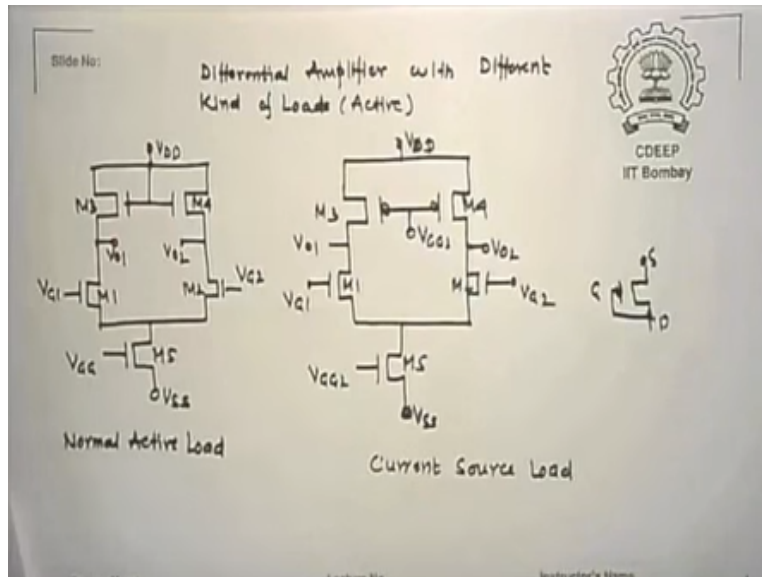 Slide No:
Differential Amplifier with Different
Kind of Loads (Active)
CDEEP
IIT Bombay
VDD
M3
M4
VO1
VO2
VG1
M1
M2
VG2
VGG
M5
VSS
Normal Active Load
VDD
M3
M4
VGG1
VO1
VO2
VG1
M1
M2
VG2
VGG2
M5
VSS
Current Source Load
S
G
D
Instructor's Name